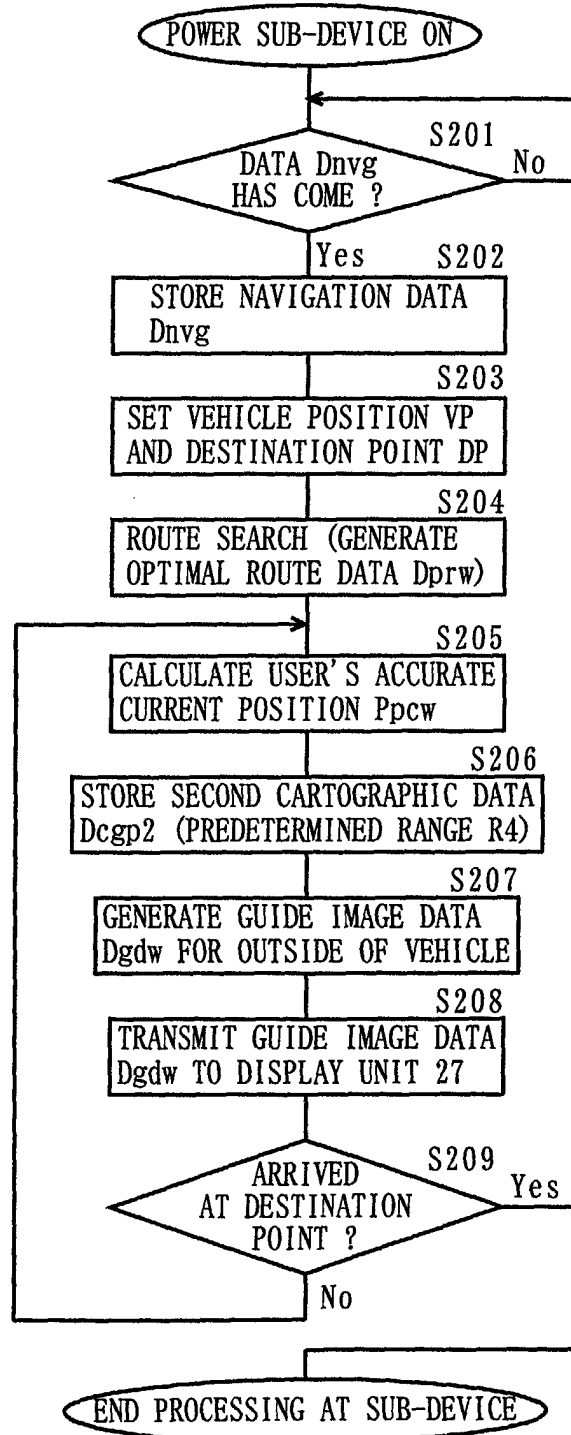 POWER SUB-DEVICE ON
S201
DATA Dnvg
HAS COME ?
No
Yes
S202
STORE NAVIGATION DATA
Dnvg
S203
SET VEHICLE POSITION VP
AND DESTINATION POINT DP
S204
ROUTE SEARCH (GENERATE
OPTIMAL ROUTE DATA Dprw)
S205
CALCULATE USER'S ACCURATE
CURRENT POSITION Ppcw
S206
STORE SECOND CARTOGRAPHIC DATA
Dcgp2 (PREDETERMINED RANGE R4)
S207
GENERATE GUIDE IMAGE DATA
Dgdw FOR OUTSIDE OF VEHICLE
S208
TRANSMIT GUIDE IMAGE DATA
Dgdw TO DISPLAY UNIT 27
S209
ARRIVED
AT DESTINATION
POINT ?
Yes
No
END PROCESSING AT SUB-DEVICE